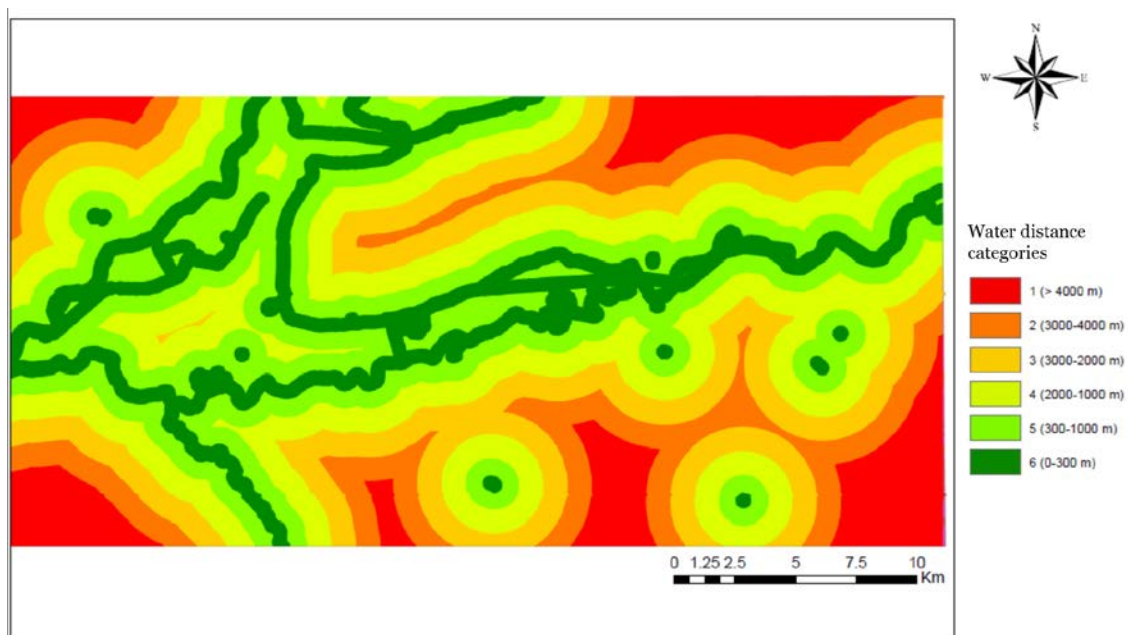 N
W E
S
Water distance
categories
1 (> 4000 m)
2 (3000-4000 m)
3 (3000-2000 m)
4 (2000-1000 m)
5 (300-1000 m)
6 (0-300 m)
0 1.25 2.5 5 7.5 10
Km